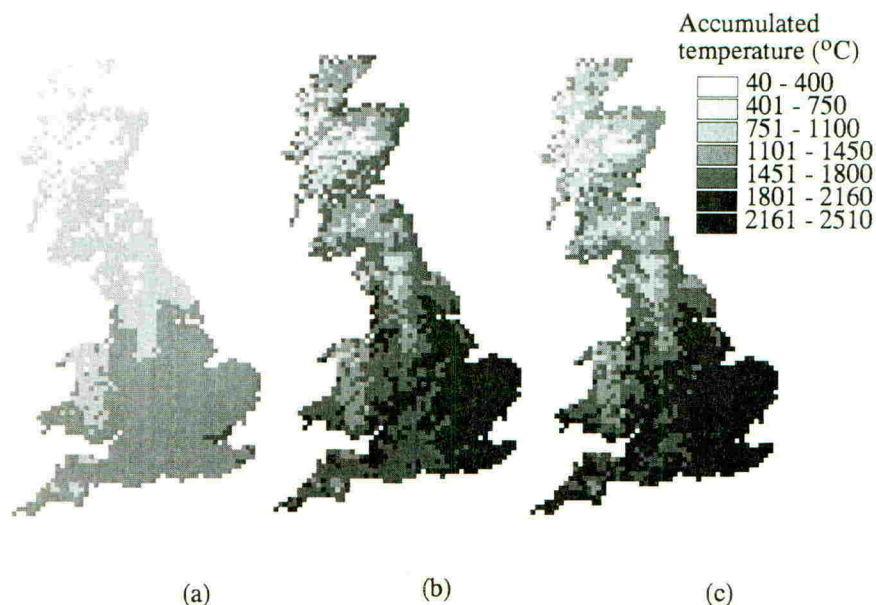 Accumulated
temperature (°C)
40 - 400
401 - 750
751 - 1100
1101 - 1450
1451 - 1800
1801 - 2160
2161 - 2510
(a)
(b)
(c)